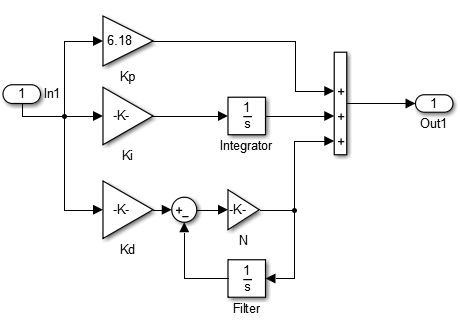 6.18
Kp
1
In1
-K-
Ki
1
s
Integrator
+
+
+
1
Out1
-K-
Kd
+
−
-K-
N
1
s
Filter